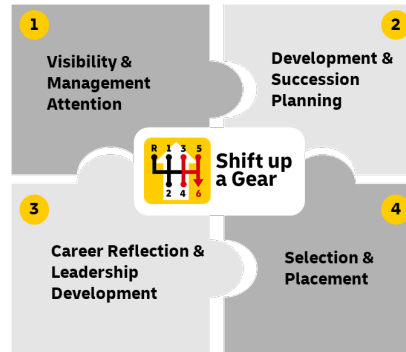 1
Visibility &
Management
Attention
2
Development &
Succession
Planning
R 1 3 5
2 4 6
Shift up
a Gear
3
Career Reflection &
Leadership
Development
4
Selection &
Placement